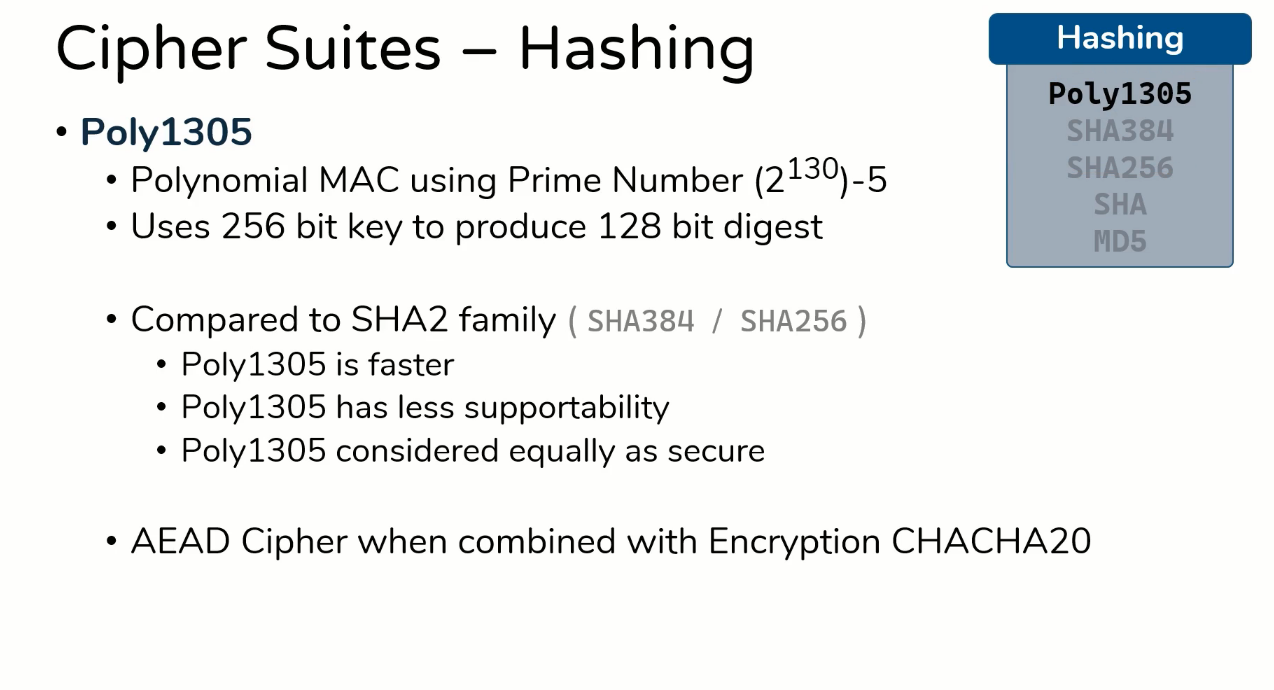 Cipher Suites – Hashing
• Poly1305
• Polynomial MAC using Prime Number (2^130)-5
• Uses 256 bit key to produce 128 bit digest
• Compared to SHA2 family ( SHA384 / SHA256 )
• Poly1305 is faster
• Poly1305 has less supportability
• Poly1305 considered equally as secure
• AEAD Cipher when combined with Encryption CHACHA20
Hashing
Poly1305
SHA384
SHA256
SHA
MD5